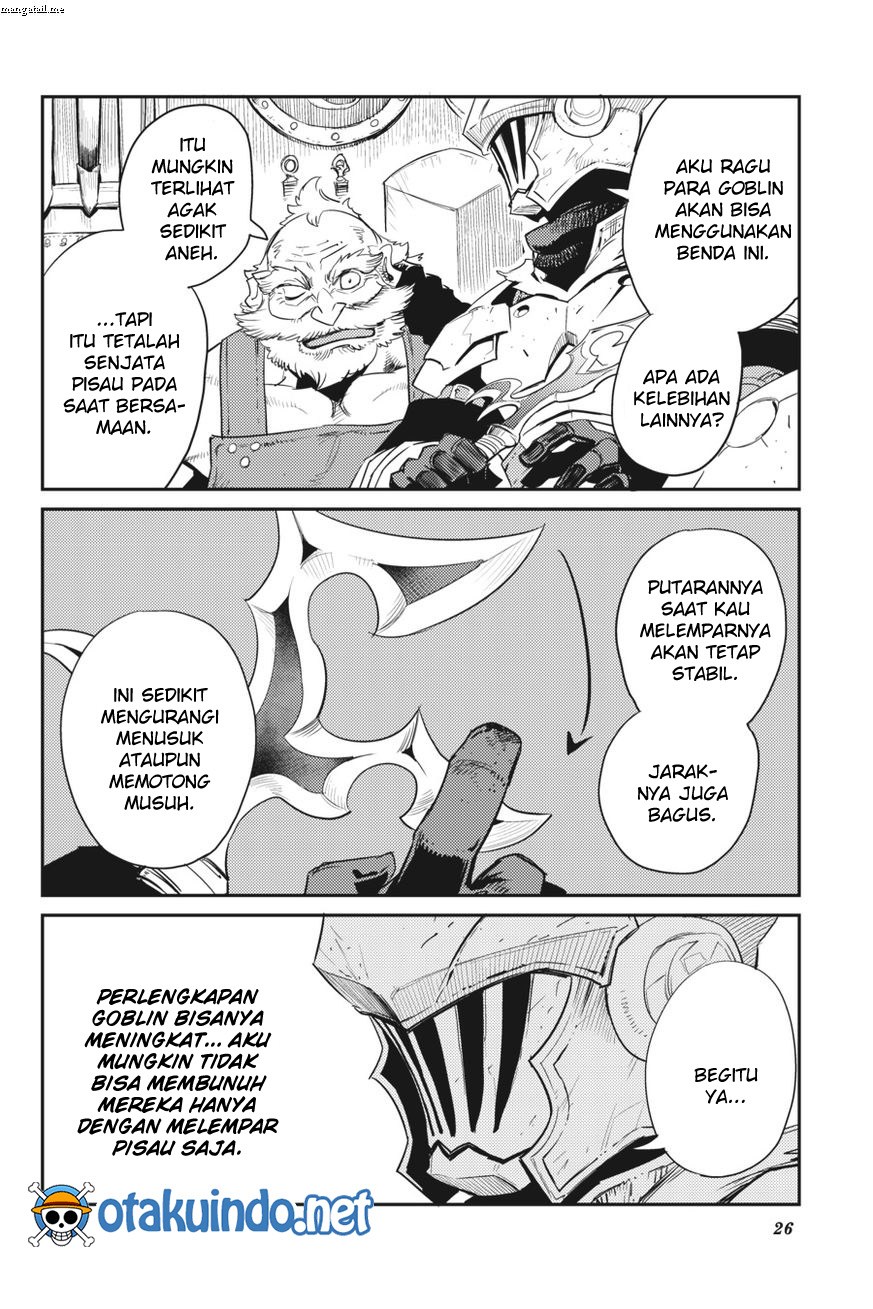 mangatail.me
AKU RAGU
PARA GOBLIN
AKAN BISA
MENGGUNAKAN
BENDA INI.
APA ADA
KELEBIHAN
LAINNYA?
ITU
MUNGKIN
TERLIHAT
AGAK
SEDIKIT
ANEH.
...TAPI
ITU TETALAH
SENJATA
PISAU PADA
SAAT BERSA-
MAAN.
PUTARANNYA
SAAT KAU
MELEMPARNYA
AKAN TETAP
STABIL.
JARAK-
NYA JUGA
BAGUS.
INI SEDIKIT
MENGURANGI
MENUSUK
ATAUPUN
MEMOTONG
MUSUH.
BEGITU
YA...
PERLENGKAPAN
GOBLIN BISANYA
MENINGKAT... AKU
MUNGKIN TIDAK
BISA MEMBUNUH
MEREKA HANYA
DENGAN MELEMPAR
PISAU SAJA.
otakuindo.net
26